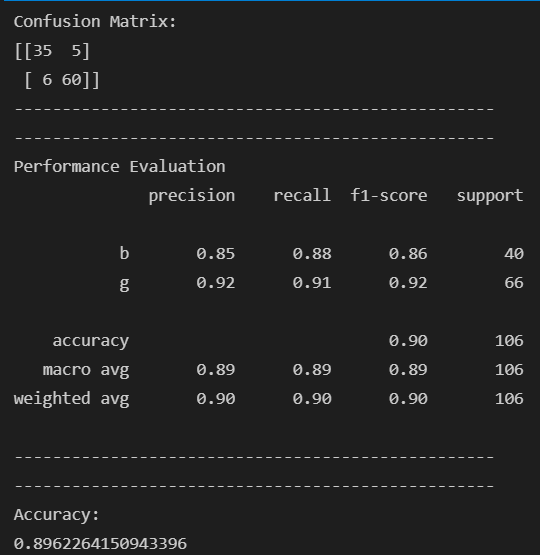 Confusion Matrix:
[[35  5]
 [ 6 60]]
--------------------------------------------------
--------------------------------------------------
Performance Evaluation
              precision    recall  f1-score   support
           b       0.85      0.88      0.86        40
           g       0.92      0.91      0.92        66
    accuracy                           0.90       106
   macro avg       0.89      0.89      0.89       106
weighted avg       0.90      0.90      0.90       106
--------------------------------------------------
--------------------------------------------------
Accuracy:
0.8962264150943396